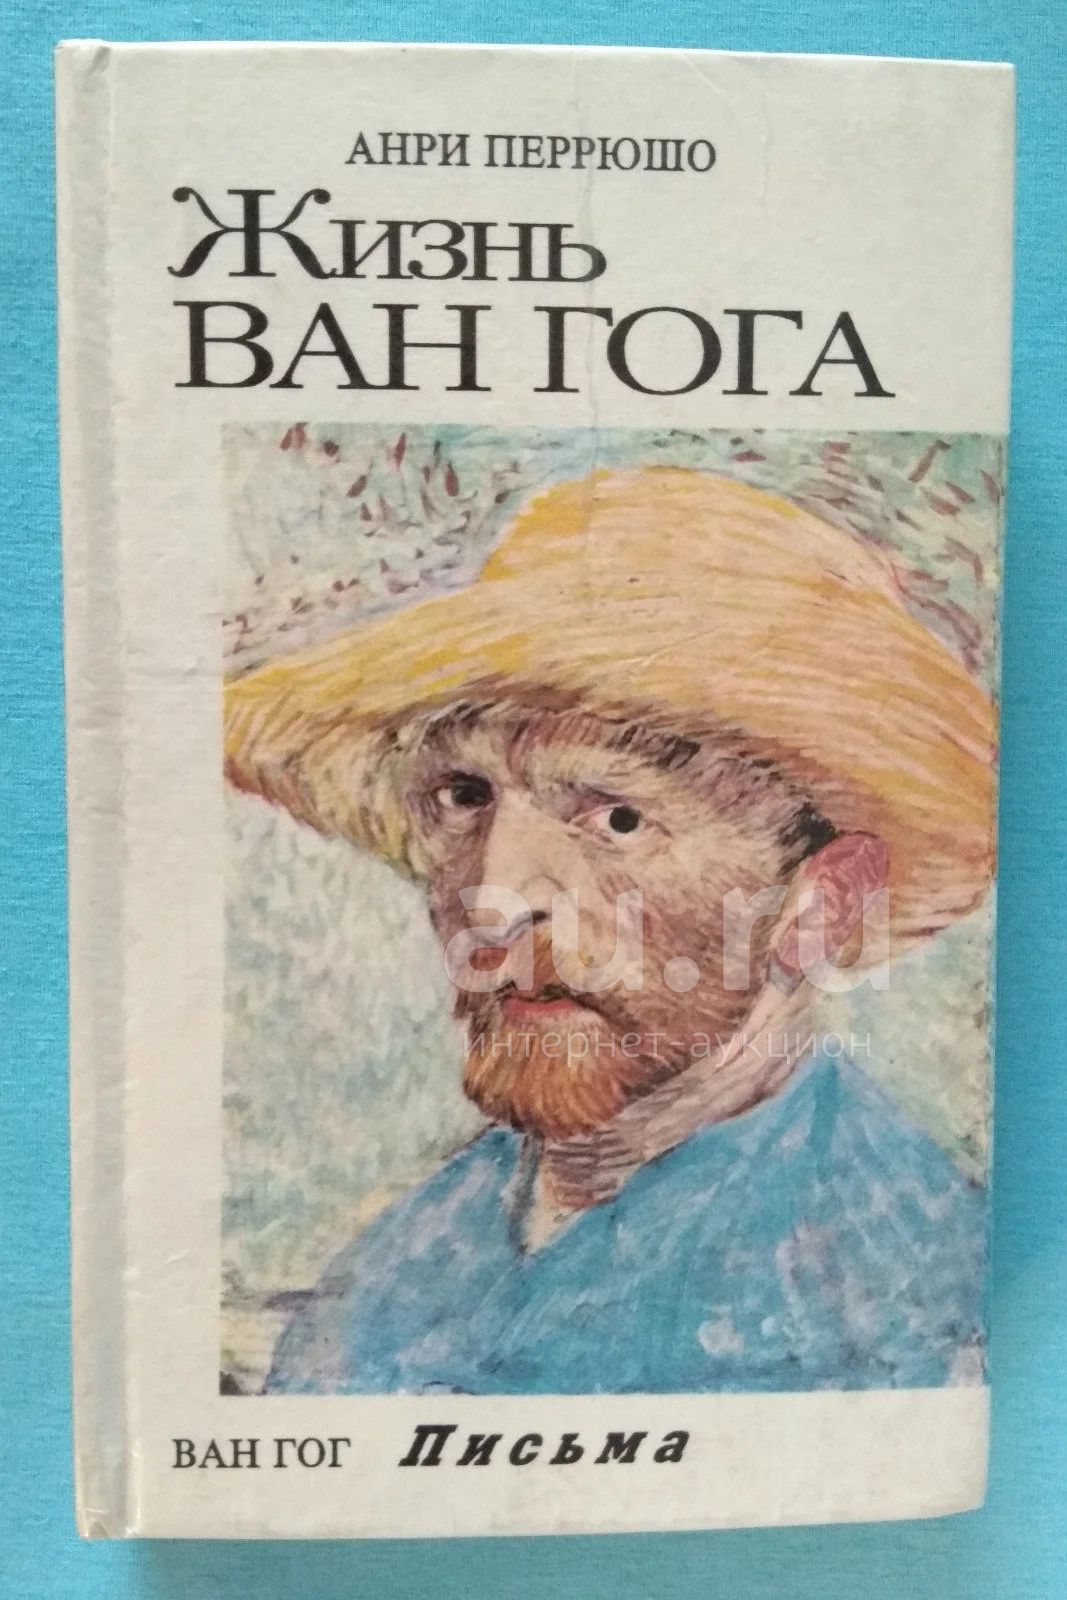 АНРИ ПЕРРЮШО
Жизнь
ВАН ГОГА
au.ru
интернет-аукцион
ВАН ГОГ Письма